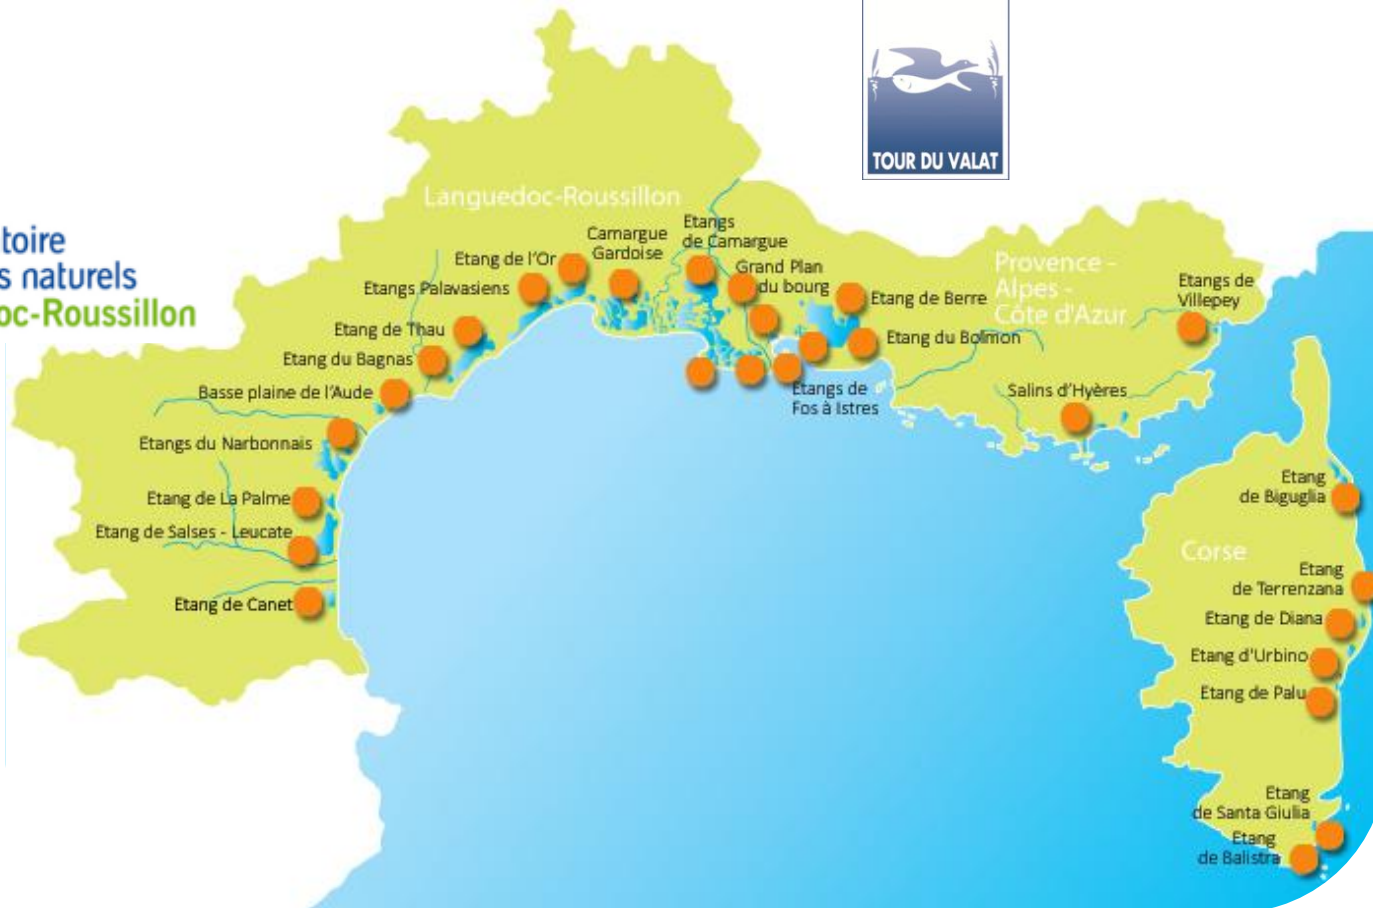 TOUR DU VALAT
toire
s naturels
oc-Roussillon
Languedoc-Roussillon
Provence -
Alpes -
Côte d'Azur
Corse
Etangs
de Camargue
Camargue
Gardoise
Etang de l'Or
Grand Plan
du bourg
Etangs Palavasiens
Etang de Berre
Etangs de
Villepey
Etang de Thau
Etang du Bolmon
Etang du Bagnas
Etangs de
Fos à Istres
Salins d'Hyères
Basse plaine de l'Aude
Etangs du Narbonnais
Etang de La Palme
Etang de Salses - Leucate
Etang de Canet
Etang
de Biguglia
Etang
de Terrenzana
Etang de Diana
Etang d'Urbino
Etang de Palu
Etang
de Santa Giulia
Etang
de Balistra